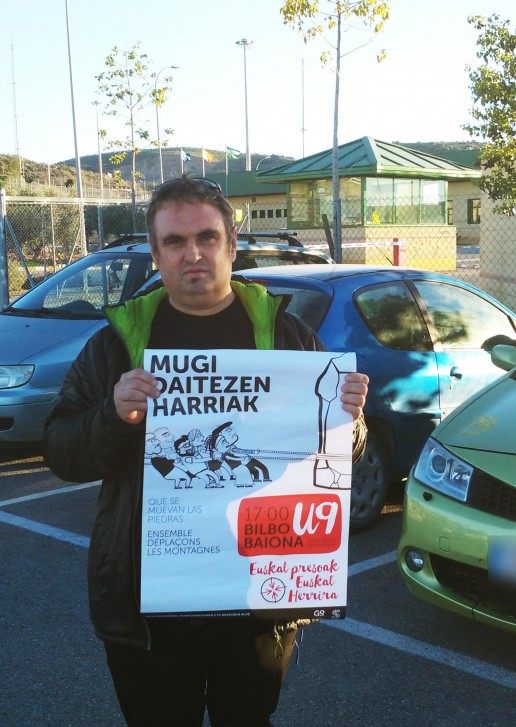 MUGI
DAITEZEN
HARRIAK
QUE SE
MUEVAN LAS
PIEDRAS
ENSEMBLE
DÉPLAÇONS
LES MONTAGNES
17:00
BILBO
BAIONA
U9
Euskal presoak
Euskal
Herrira